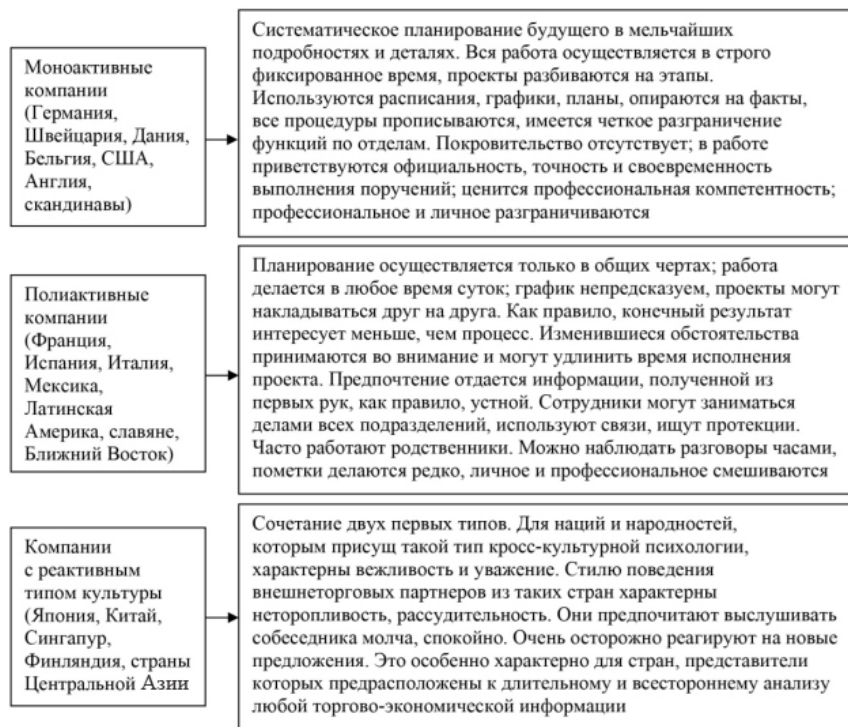 Моноактивные
компании
(Германия,
Швейцария, Дания,
Бельгия, США,
Англия,
скандинавы)
Систематическое планирование будущего в мельчайших
подробностях и деталях. Вся работа осуществляется в строго
фиксированное время, проекты разбиваются на этапы.
Используются расписания, графики, планы, опираются на факты,
все процедуры прописываются, имеется четкое разграничение
функций по отделам. Покровительство отсутствует; в работе
приветствуются официальность, точность и своевременность
выполнения поручений; ценится профессиональная компетентность;
профессиональное и личное разграничиваются
Полиактивные
компании
(Франция,
Испания, Италия,
Мексика,
Латинская
Америка, славяне,
Ближний Восток)
Планирование осуществляется только в общих чертах; работа
делается в любое время суток; график непредсказуем, проекты могут
накладываться друг на друга. Как правило, конечный результат
интересует меньше, чем процесс. Изменившиеся обстоятельства
принимаются во внимание и могут удлинить время исполнения
проекта. Предпочтение отдается информации, полученной из
первых рук, как правило, устной. Сотрудники могут заниматься
делами всех подразделений, используют связи, ищут протекции.
Часто работают родственники. Можно наблюдать разговоры часами,
пометки делаются редко, личное и профессиональное смешиваются
Компании
с реактивным
типом культуры
(Япония, Китай,
Сингапур,
Финляндия, страны
Центральной Азии
Сочетание двух первых типов. Для наций и народностей,
которым присущ такой тип кросс-культурной психологии,
характерны вежливость и уважение. Стилю поведения
внешнеторговых партнеров из таких стран характерны
неторопливость, рассудительность. Они предпочитают выслушивать
собеседника молча, спокойно. Очень осторожно реагируют на новые
предложения. Это особенно характерно для стран, представители
которых предрасположены к длительному и всестороннему анализу
любой торгово-экономической информации